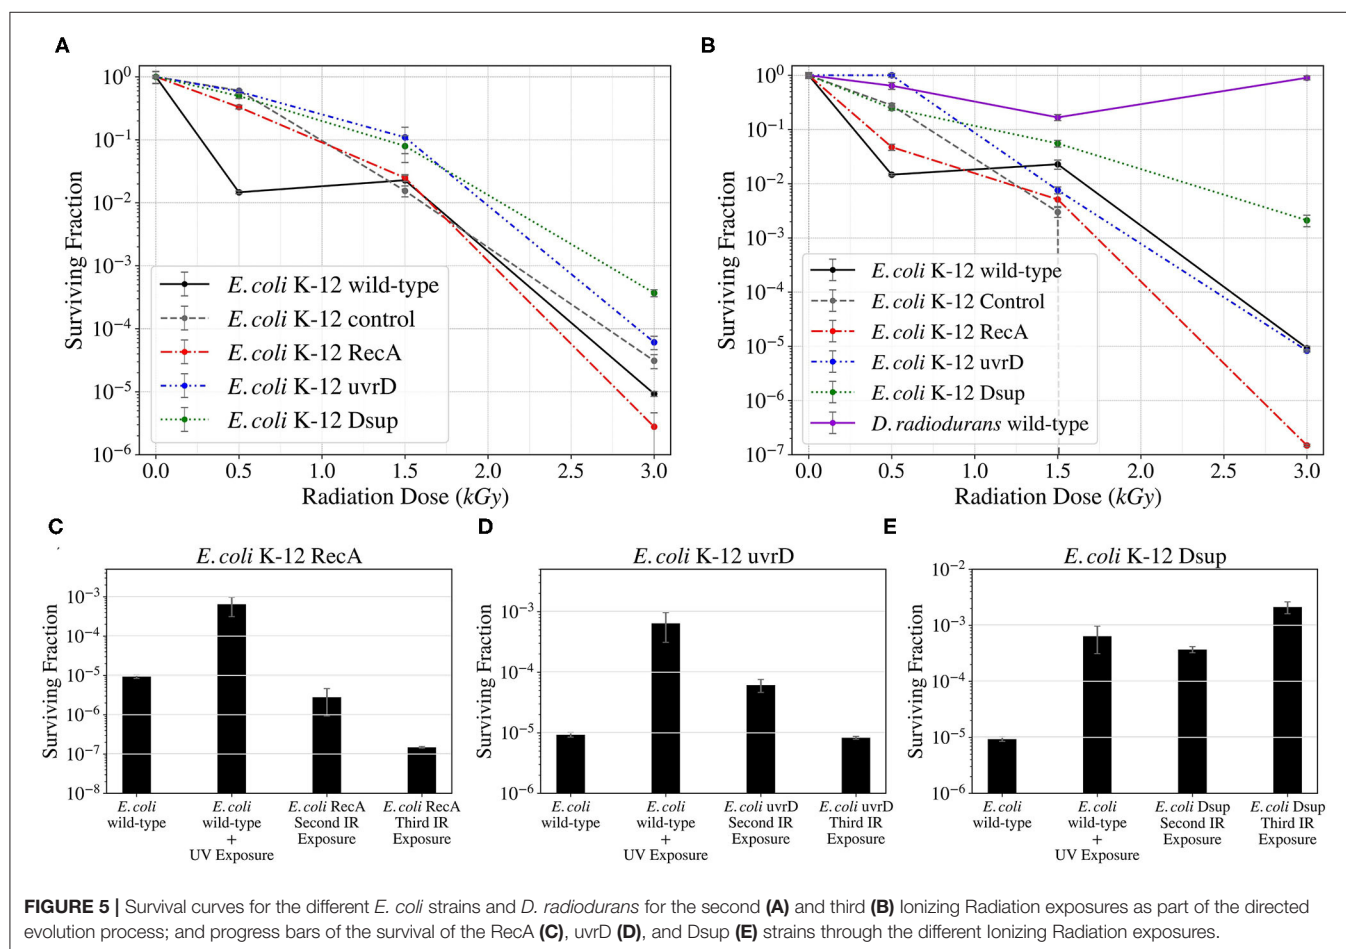 A
10⁰
10⁻¹
10⁻²
10⁻³
10⁻⁴
10⁻⁵
10⁻⁶
Surviving Fraction
E. coli K-12 wild-type
E. coli K-12 control
E. coli K-12 RecA
E. coli K-12 uvrD
E. coli K-12 Dsup
0.0 0.5 1.0 1.5 2.0 2.5 3.0
Radiation Dose (kGy)
B
10⁰
10⁻¹
10⁻²
10⁻³
10⁻⁴
10⁻⁵
10⁻⁶
10⁻⁷
Surviving Fraction
E. coli K-12 wild-type
E. coli K-12 Control
E. coli K-12 RecA
E. coli K-12 uvrD
E. coli K-12 Dsup
D. radiodurans wild-type
0.0 0.5 1.0 1.5 2.0 2.5 3.0
Radiation Dose (kGy)
C
E. coli K-12 RecA
10⁻³
10⁻⁴
10⁻⁵
10⁻⁶
10⁻⁷
10⁻⁸
Surviving Fraction
E. coli
wild-type
E. coli
wild-type
+
UV Exposure
E. coli RecA
Second IR
Exposure
E. coli RecA
Third IR
Exposure
D
E. coli K-12 uvrD
10⁻³
10⁻⁴
10⁻⁵
10⁻⁶
Surviving Fraction
E. coli
wild-type
E. coli
wild-type
+
UV Exposure
E. coli uvrD
Second IR
Exposure
E. coli uvrD
Third IR
Exposure
E
E. coli K-12 Dsup
10⁻²
10⁻³
10⁻⁴
10⁻⁵
10⁻⁶
Surviving Fraction
E. coli
wild-type
E. coli
wild-type
+
UV Exposure
E. coli Dsup
Second IR
Exposure
E. coli Dsup
Third IR
Exposure
FIGURE 5 | Survival curves for the different E. coli strains and D. radiodurans for the second (A) and third (B) Ionizing Radiation exposures as part of the directed
evolution process; and progress bars of the survival of the RecA (C), uvrD (D), and Dsup (E) strains through the different Ionizing Radiation exposures.